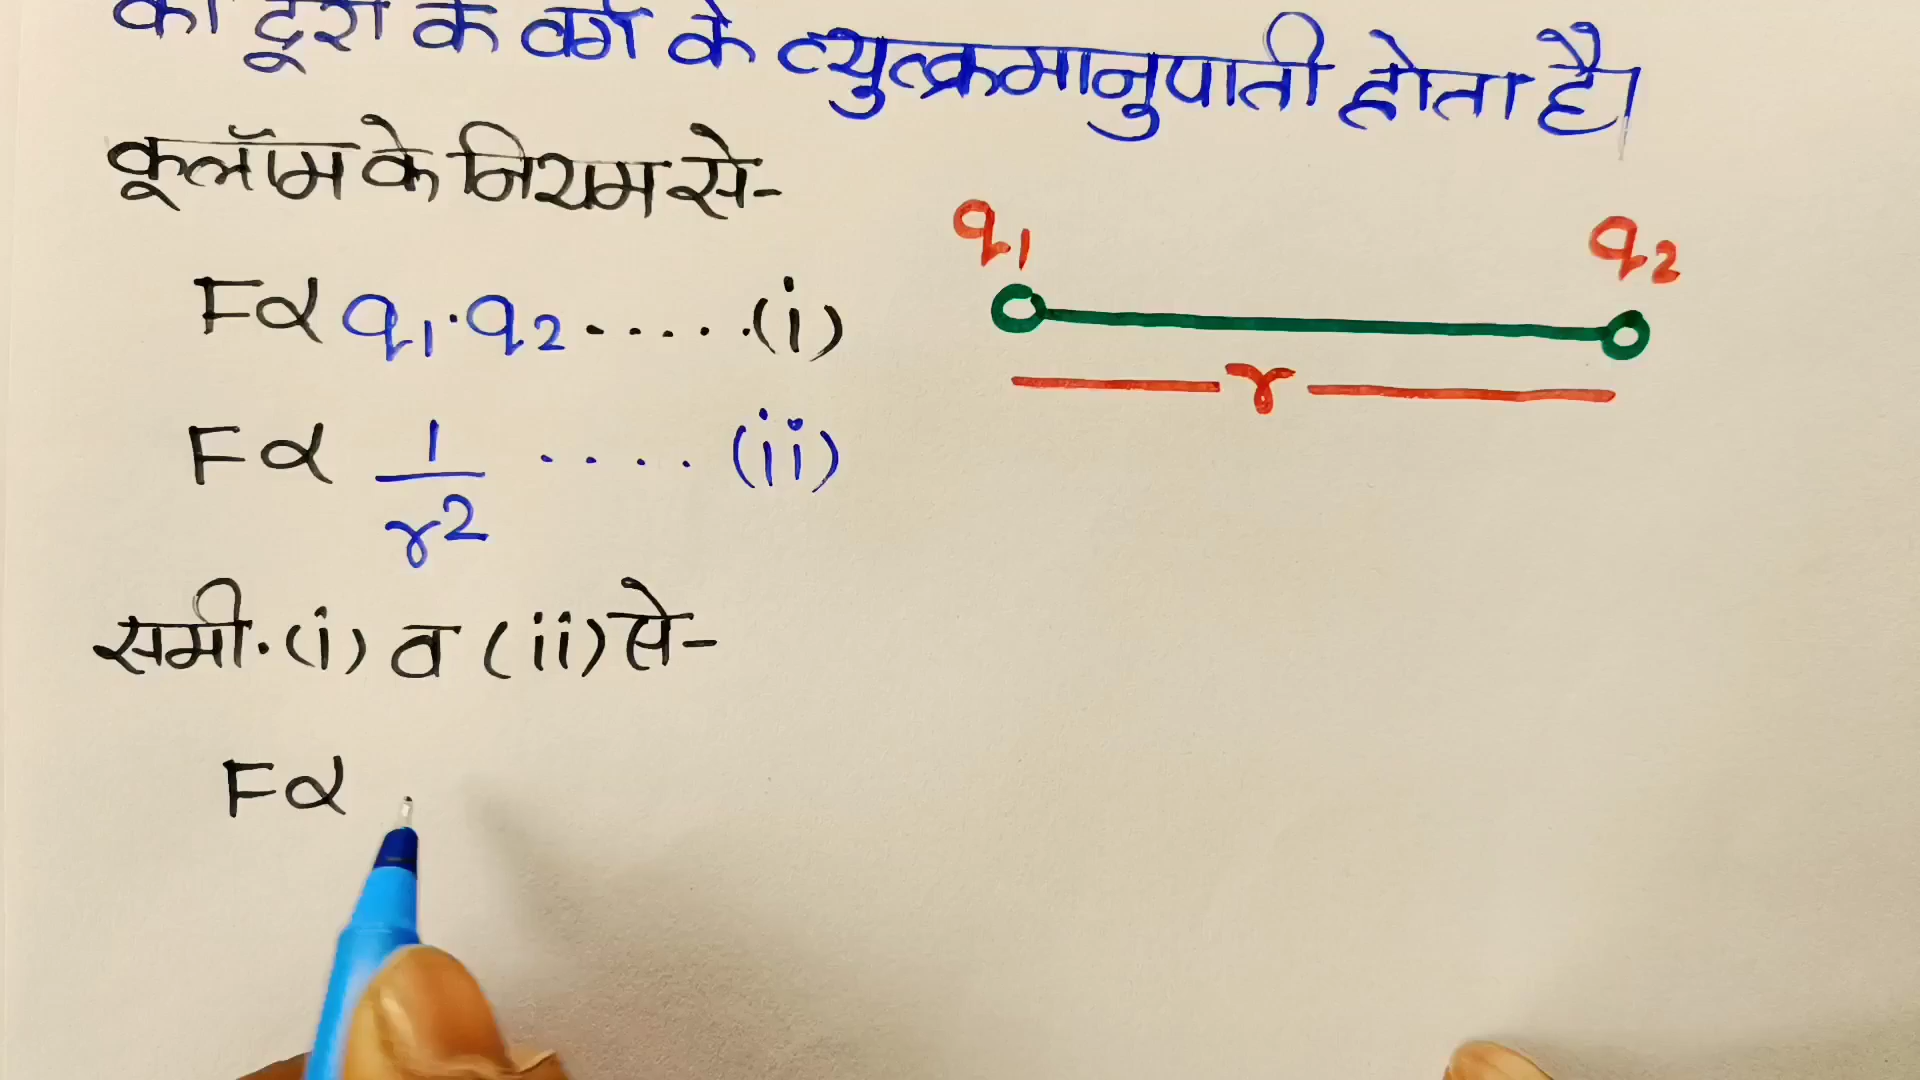 की दूरी के वर्ग के व्युत्क्रमानुपाती होता है।
कूलॉम के नियम से-
q1
q2
F α q1·q2 .....(i)
r
F α 1/r² ....(ii)
समी.(i) व (ii) से-
F α